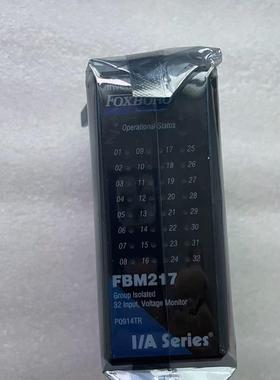 FOXBORO
Operational Status
01 09 17 25
02 10 18 26
03 11 19 27
04 12 20 28
05 13 21 29
06 14 22 30
07 15 23 31
08 16 24 32
FBM217
Group Isolated
32 Input, Voltage Monitor
P0914TR
I/A Series®